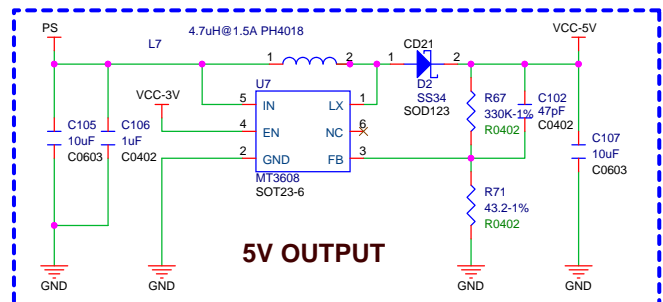 PS
4.7uH@1.5A PH4018
VCC-5V
L7
1
2
1
CD21
2
U7
D2
SS34
SOD123
VCC-3V
5
IN
LX
1
4
EN
NC
6
2
GND
FB
3
MT3608
SOT23-6
C105
10uF
C0603
C106
1uF
C0402
R67
330K-1%
R0402
C102
47pF
C0402
C107
10uF
C0603
R71
43.2-1%
R0402
5V OUTPUT
GND
GND
GND
GND